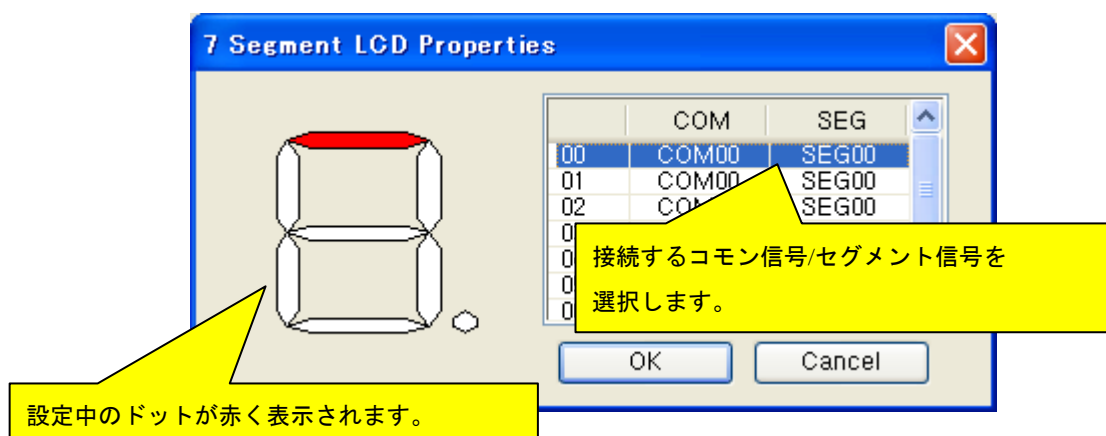 7 Segment LCD Properties
COM SEG
00 COM00 SEG00
01 COM00 SEG00
02 SEG00
接続するコモン信号/セグメント信号を
選択します。
OK Cancel
設定中のドットが赤く表示されます。